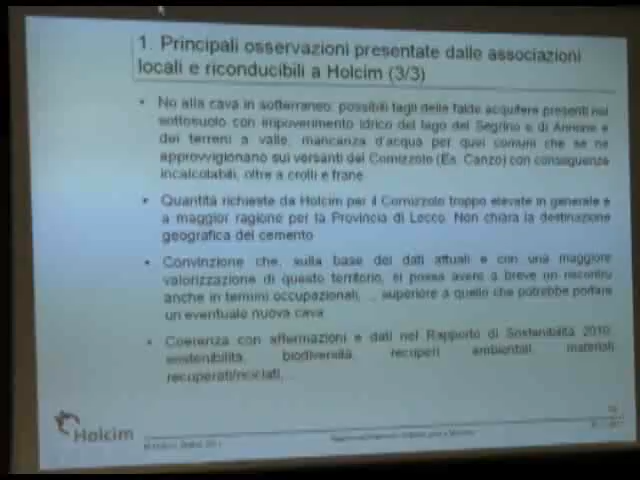 1. Principali osservazioni presentate dalle associazioni
locali e riconducibili a Holcim (3/3)
• No alla cava in sotterraneo: possibili tagli delle falde acquifere presenti nel
sottosuolo con impoverimento idrico del lago del Segrino e di Annone e
dei terreni a valle, mancanza d'acqua per quei comuni che se ne
approvvigionano sui versanti del Cornizzolo (Es. Canzo) con conseguenze
incalcolabili, oltre a crolli e frane.
• Quantità richieste da Holcim per il Cornizzolo troppo elevate in generale e
a maggior ragione per la Provincia di Lecco. Non chiara la destinazione
geografica del cemento
• Convinzione che, sulla base dei dati attuali e con una maggiore
valorizzazione di questo territorio, si possa avere a breve un riscontro
anche in termini occupazionali, ... superiore a quello che potrebbe portare
un eventuale nuova cava
• Coerenza con affermazioni e dati nel Rapporto di Sostenibilità 2010:
sostenibilità, biodiversità, recuperi ambientali, materiali
recuperati/riciclati,...
Holcim